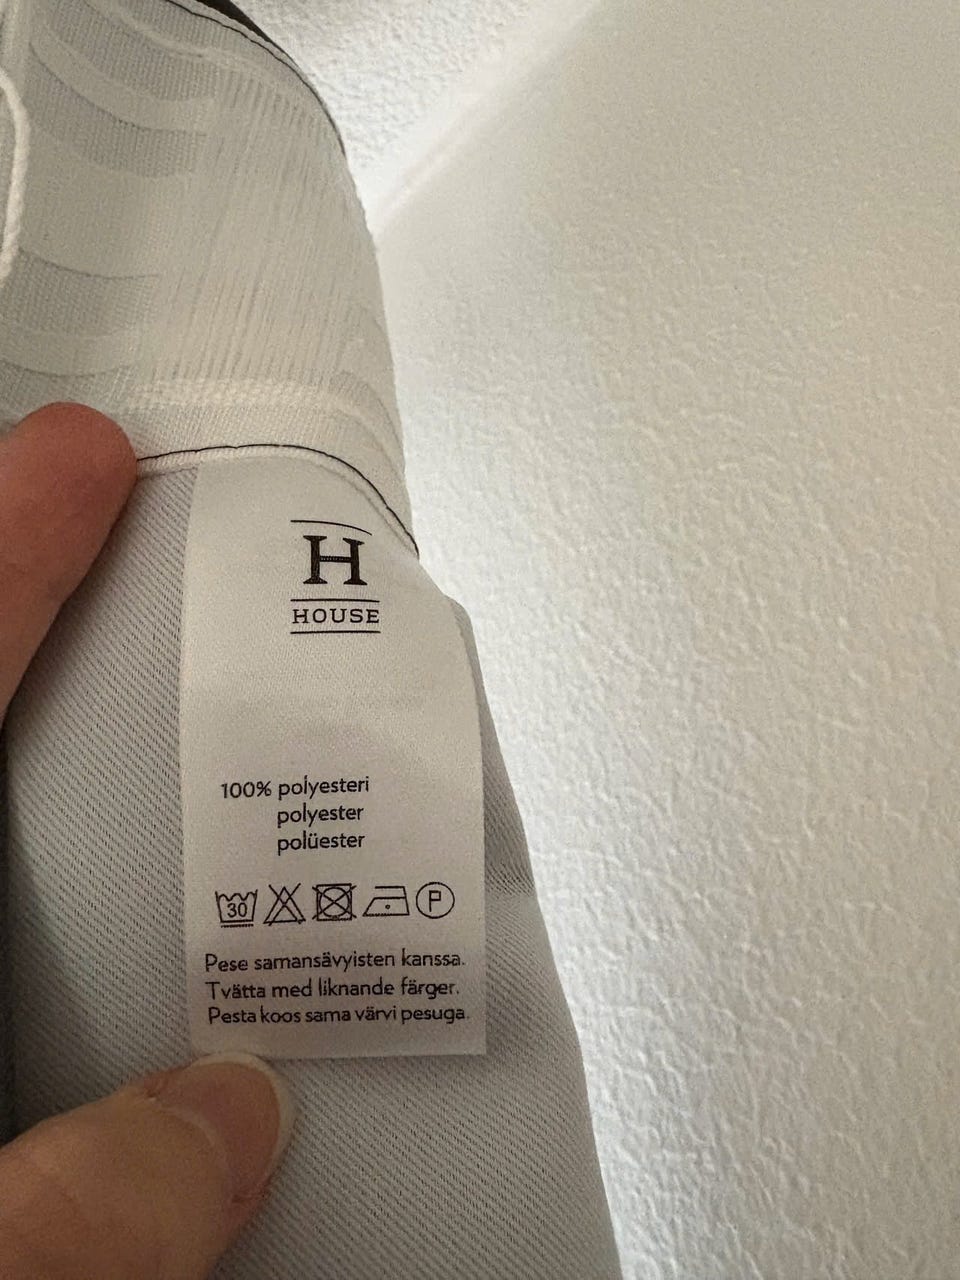 H
HOUSE
100% polyesteri
polyester
polüester
30 P
Pese samansävyisten kanssa.
Tvätta med liknande färger.
Pesta koos sama värvi pesuga.